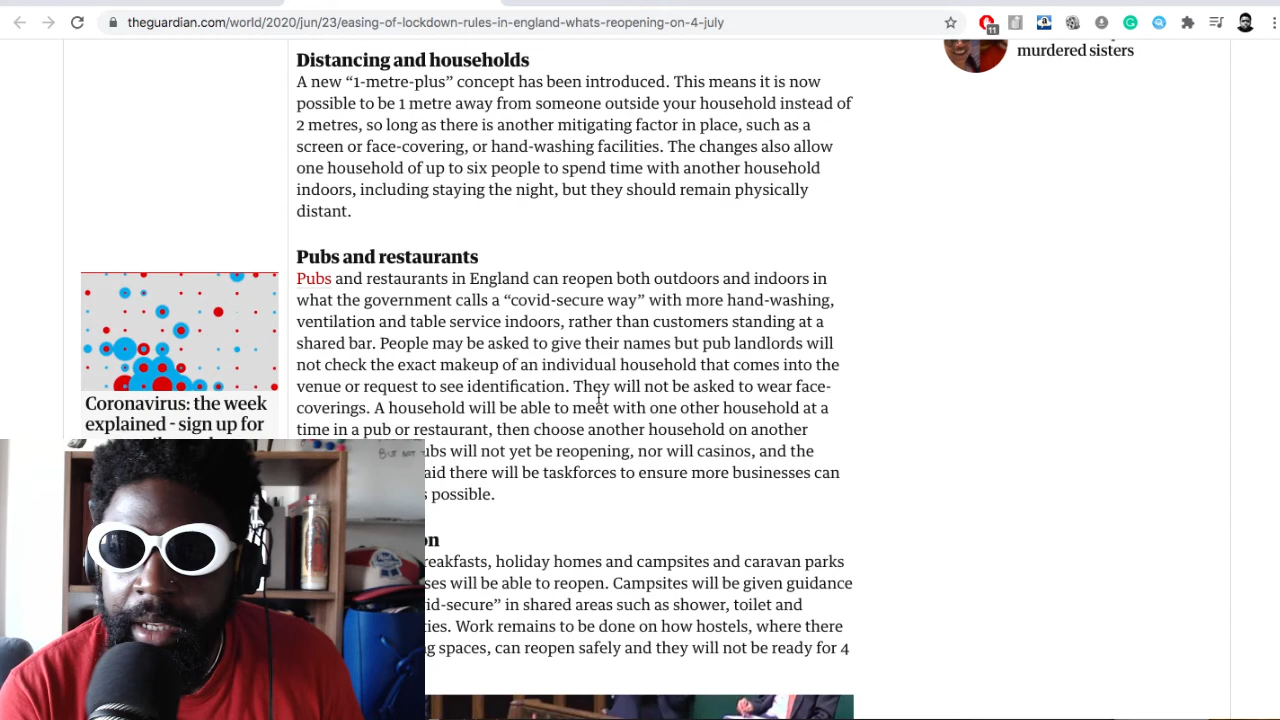 theguardian.com/world/2020/jun/23/easing-of-lockdown-rules-in-england-whats-reopening-on-4-july
11
murdered sisters
Distancing and households
A new “1-metre-plus” concept has been introduced. This means it is now
possible to be 1 metre away from someone outside your household instead of
2 metres, so long as there is another mitigating factor in place, such as a
screen or face-covering, or hand-washing facilities. The changes also allow
one household of up to six people to spend time with another household
indoors, including staying the night, but they should remain physically
distant.
Pubs and restaurants
Pubs and restaurants in England can reopen both outdoors and indoors in
what the government calls a “covid-secure way” with more hand-washing,
ventilation and table service indoors, rather than customers standing at a
shared bar. People may be asked to give their names but pub landlords will
not check the exact makeup of an individual household that comes into the
venue or request to see identification. They will not be asked to wear face-
coverings. A household will be able to meet with one other household at a
time in a pub or restaurant, then choose another household on another
ubs will not yet be reopening, nor will casinos, and the
aid there will be taskforces to ensure more businesses can
s possible.
on
reakfasts, holiday homes and campsites and caravan parks
ses will be able to reopen. Campsites will be given guidance
id-secure” in shared areas such as shower, toilet and
ties. Work remains to be done on how hostels, where there
g spaces, can reopen safely and they will not be ready for 4
Coronavirus: the week
explained - sign up for
BUT NOT